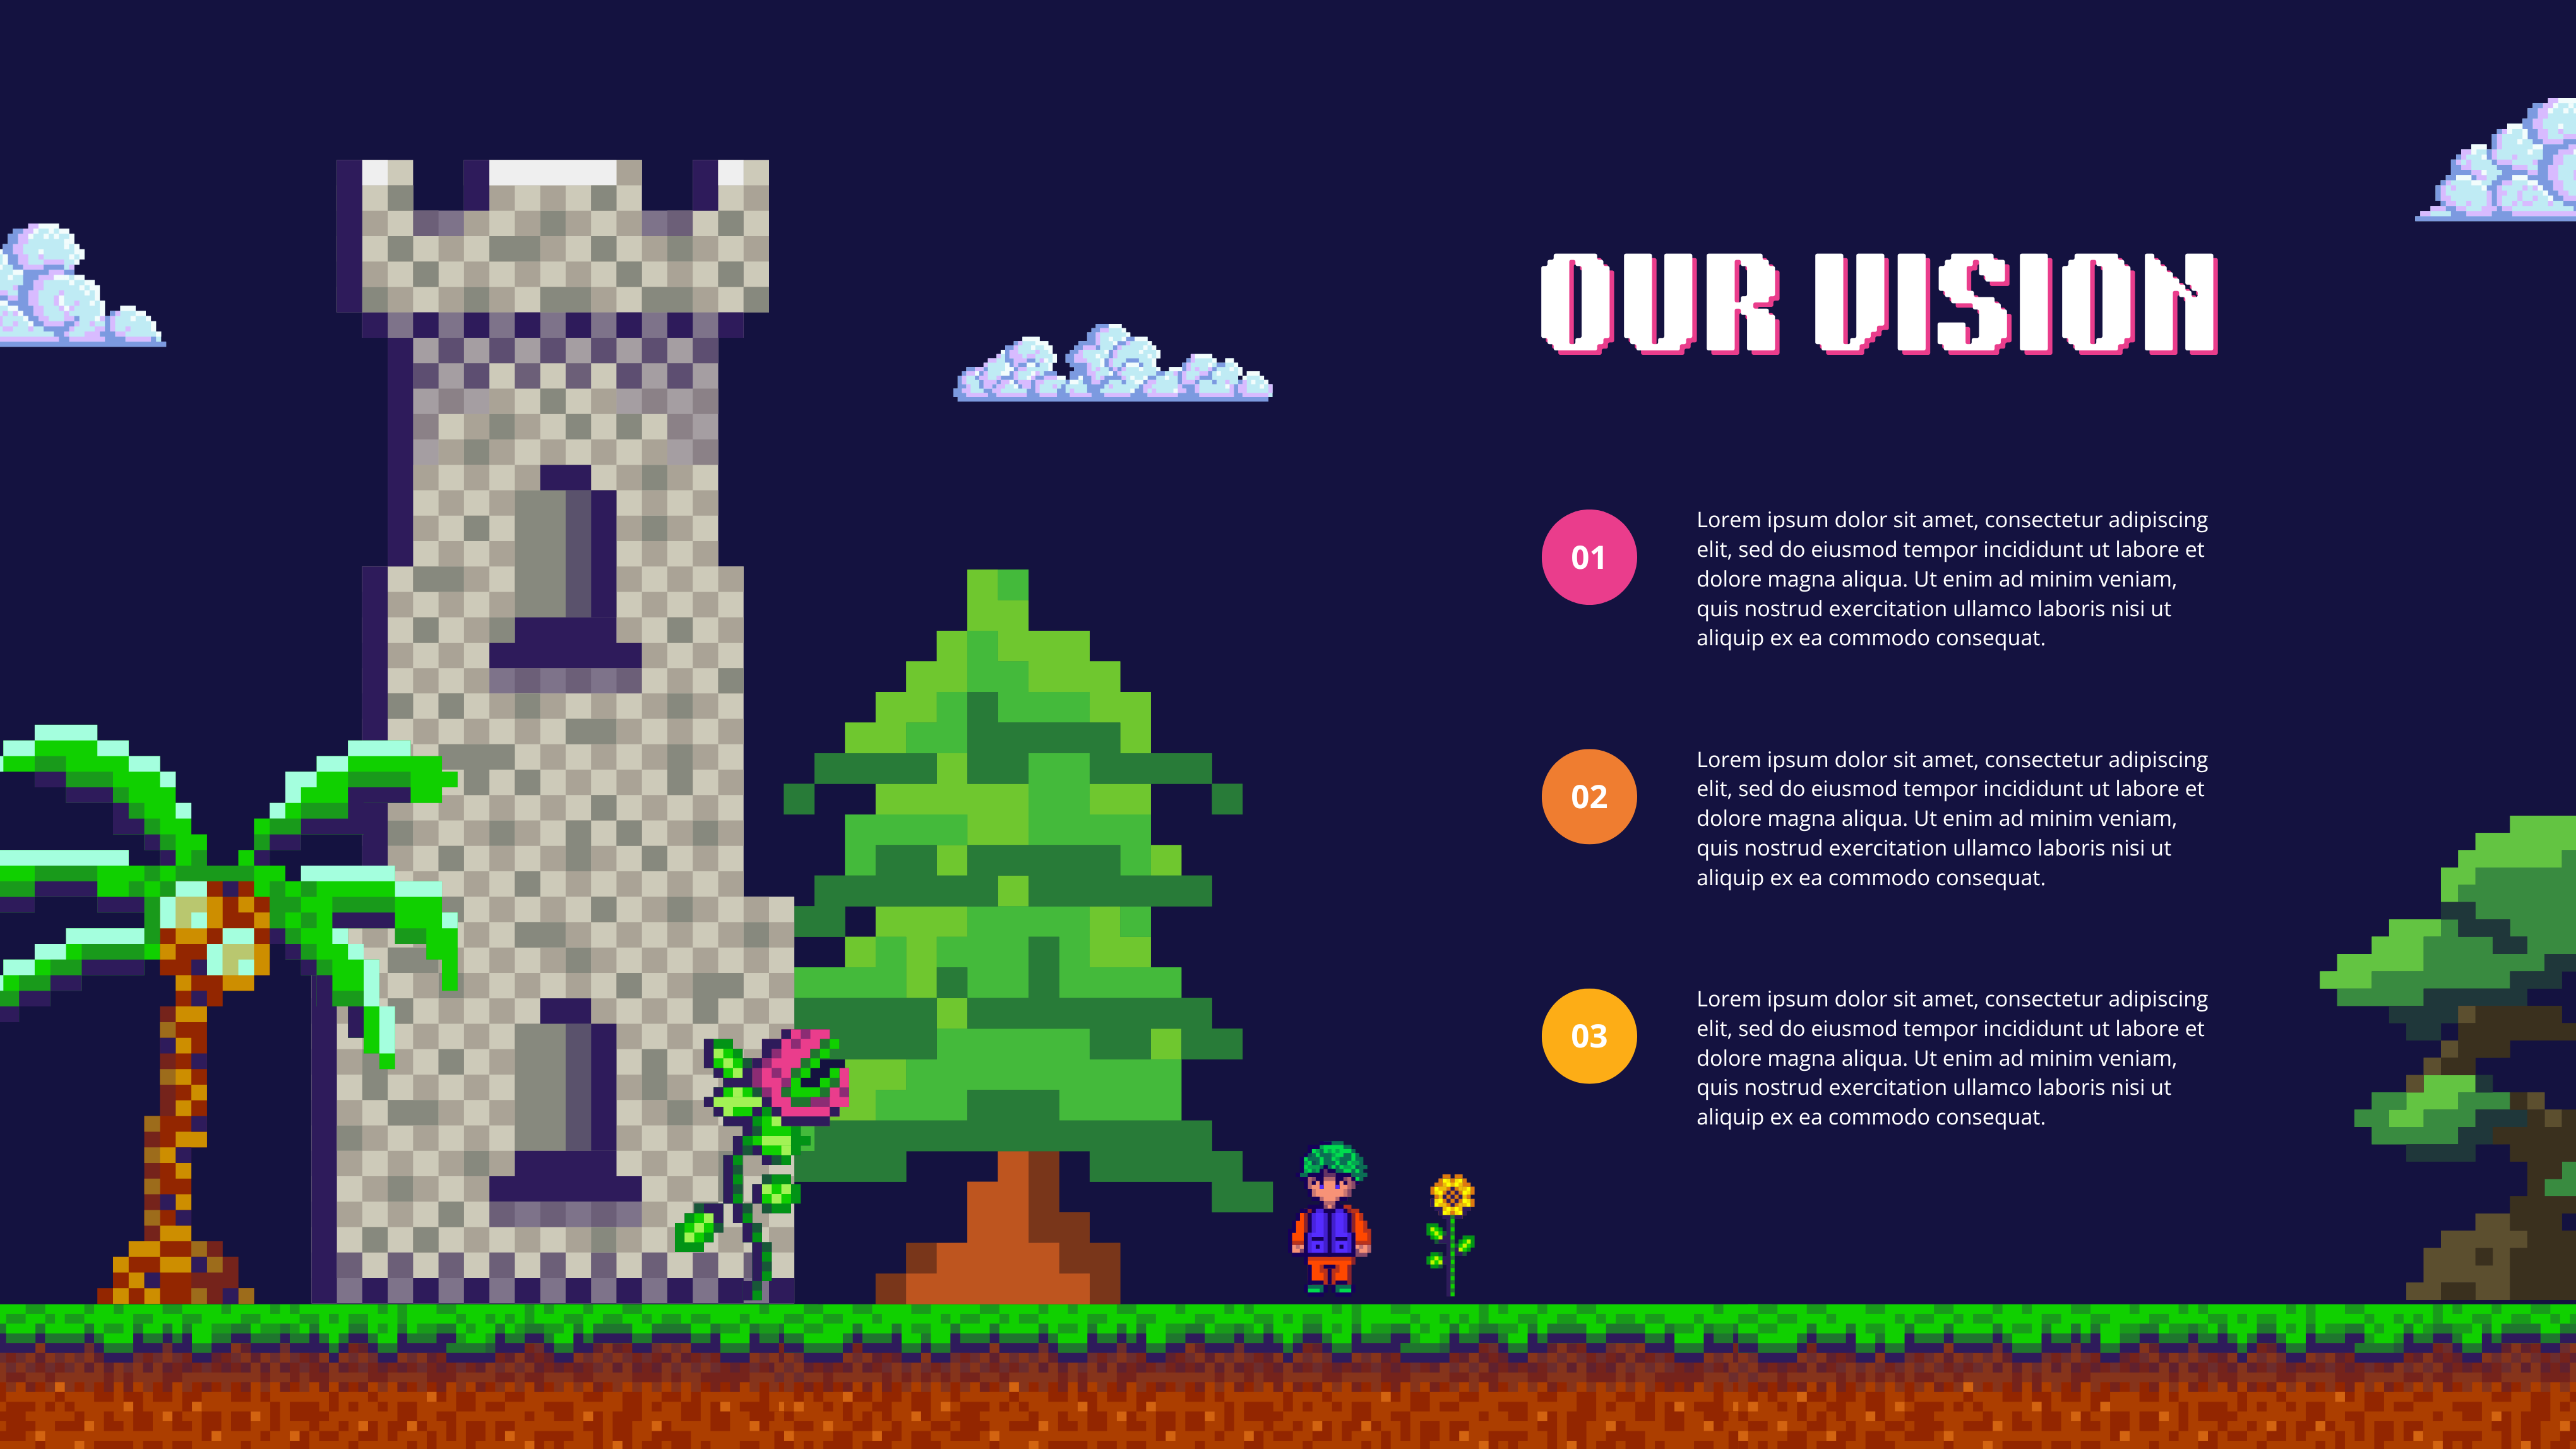 OUR VISION
01
Lorem ipsum dolor sit amet, consectetur adipiscing
elit, sed do eiusmod tempor incididunt ut labore et
dolore magna aliqua. Ut enim ad minim veniam,
quis nostrud exercitation ullamco laboris nisi ut
aliquip ex ea commodo consequat.
02
Lorem ipsum dolor sit amet, consectetur adipiscing
elit, sed do eiusmod tempor incididunt ut labore et
dolore magna aliqua. Ut enim ad minim veniam,
quis nostrud exercitation ullamco laboris nisi ut
aliquip ex ea commodo consequat.
03
Lorem ipsum dolor sit amet, consectetur adipiscing
elit, sed do eiusmod tempor incididunt ut labore et
dolore magna aliqua. Ut enim ad minim veniam,
quis nostrud exercitation ullamco laboris nisi ut
aliquip ex ea commodo consequat.